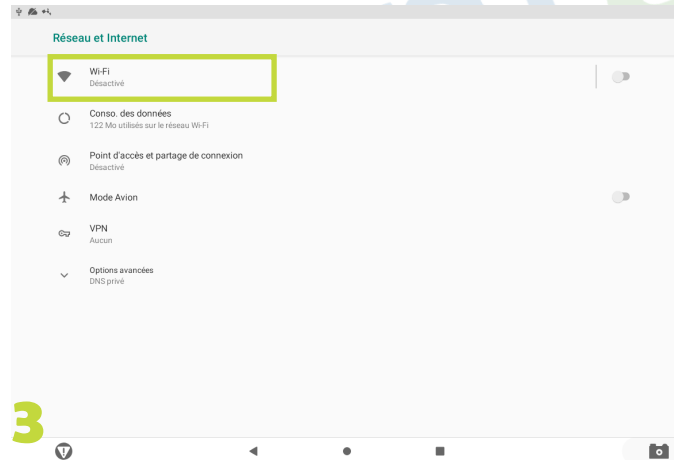 Réseau et Internet
Wi-Fi
Désactivé
Conso. des données
122 Mo utilisés sur le réseau Wi-Fi
Point d'accès et partage de connexion
Désactivé
Mode Avion
VPN
Aucun
Options avancées
DNS privé
3